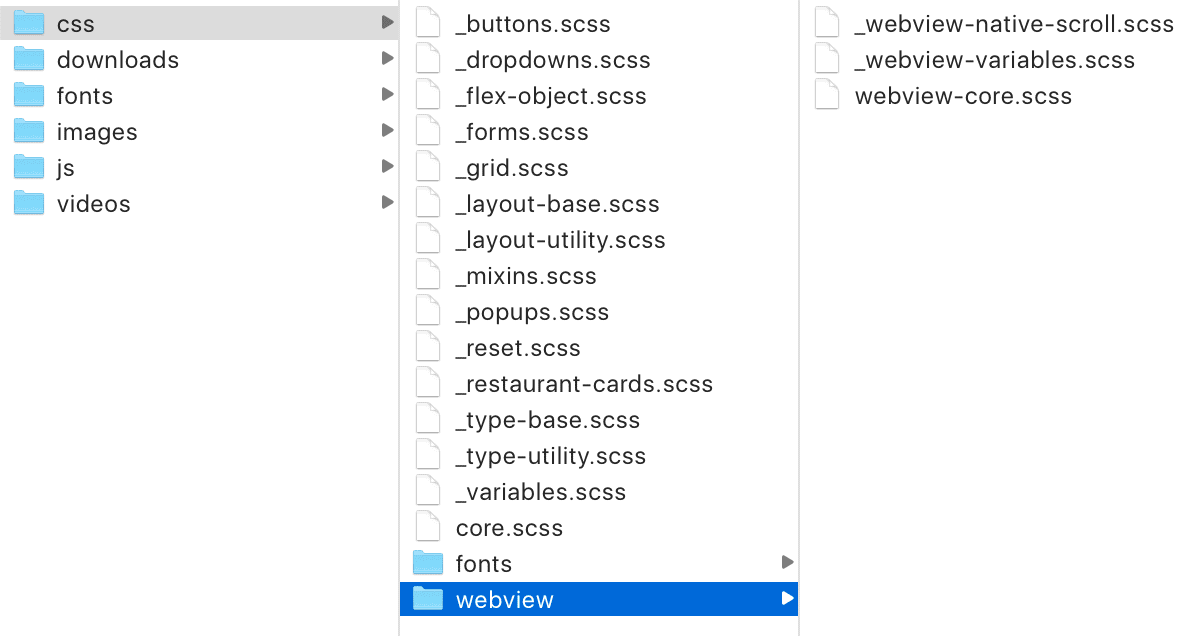 css
downloads
fonts
images
js
videos
_buttons.scss
_dropdowns.scss
_flex-object.scss
_forms.scss
_grid.scss
_layout-base.scss
_layout-utility.scss
_mixins.scss
_popups.scss
_reset.scss
_restaurant-cards.scss
_type-base.scss
_type-utility.scss
_variables.scss
core.scss
fonts
webview
_webview-native-scroll.scss
_webview-variables.scss
webview-core.scss